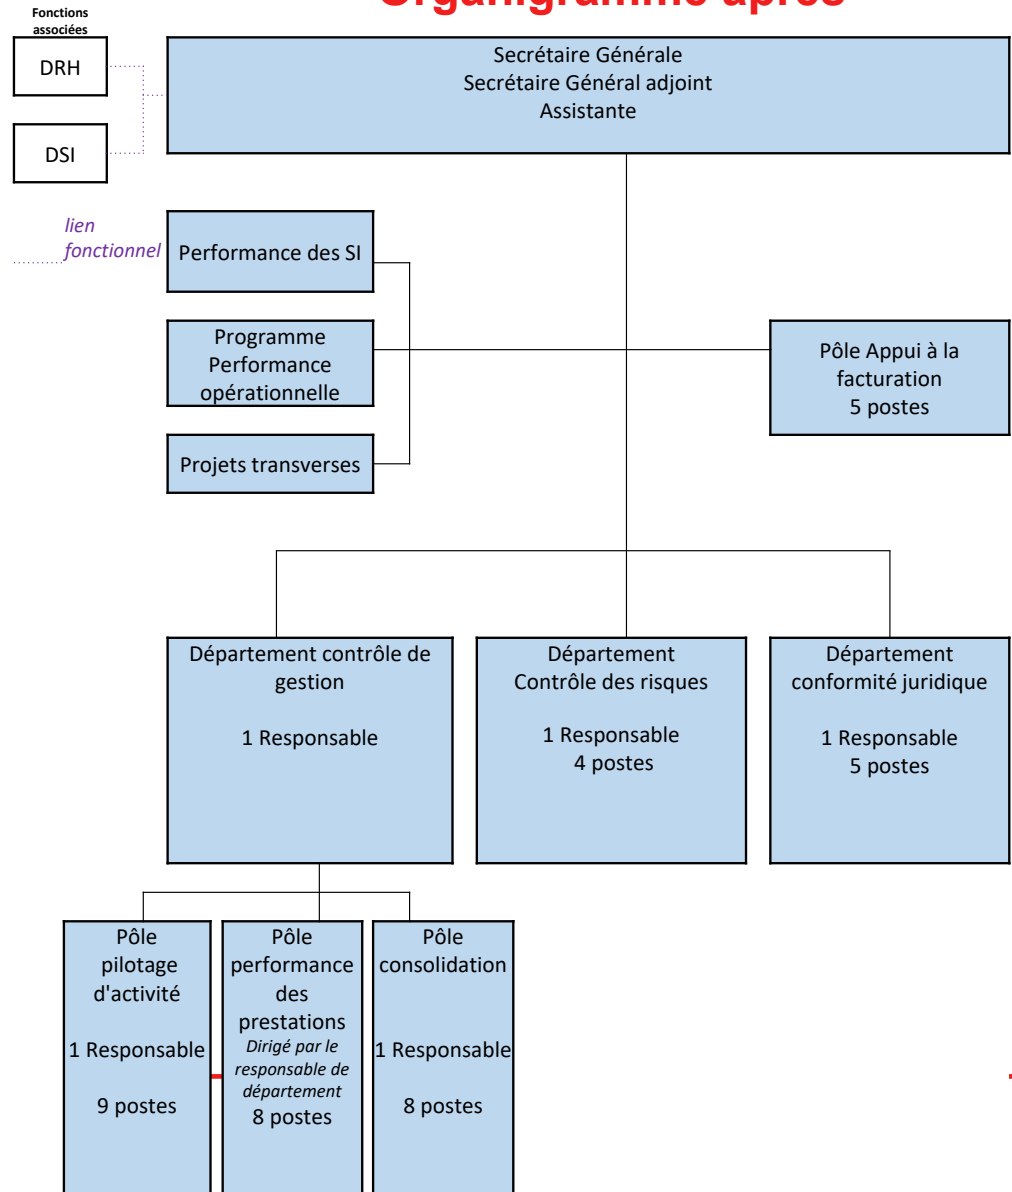 Organigramme après
Fonctions
associées
DRH
DSI
Secrétaire Générale
Secrétaire Général adjoint
Assistante
lien
fonctionnel
Performance des SI
Programme
Performance
opérationnelle
Projets transverses
Pôle Appui à la
facturation
5 postes
Département contrôle de
gestion
1 Responsable
Département
Contrôle des risques
1 Responsable
4 postes
Département
conformité juridique
1 Responsable
5 postes
Pôle
pilotage
d'activité
1 Responsable
9 postes
Pôle
performance
des
prestations
Dirigé par le
responsable de
département
8 postes
Pôle
consolidation
1 Responsable
8 postes